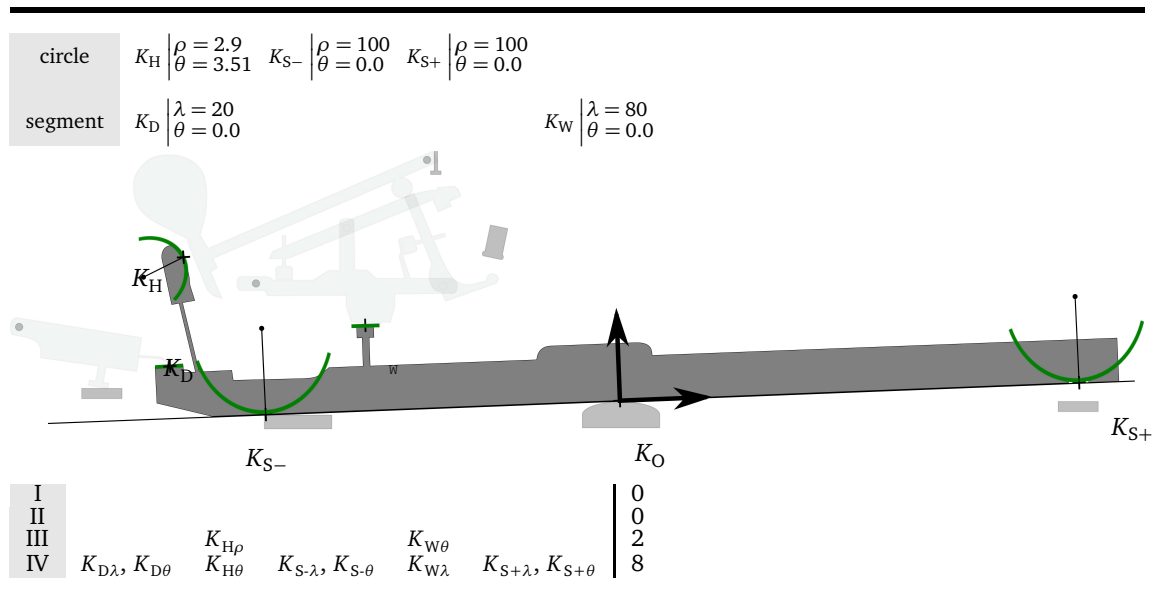 circle K_H ρ = 2.9 K_S− ρ = 100 K_S+ ρ = 100
θ = 3.51 θ = 0.0 θ = 0.0
segment K_D λ = 20 K_W λ = 80
θ = 0.0 θ = 0.0
K_H
K_D W
K_S+
K_S− K_O
I 0
II 0
III K_Hρ K_Wθ 2
IV K_Dλ, K_Dθ K_Hθ K_S-λ, K_S-θ K_Wλ K_S+λ, K_S+θ 8